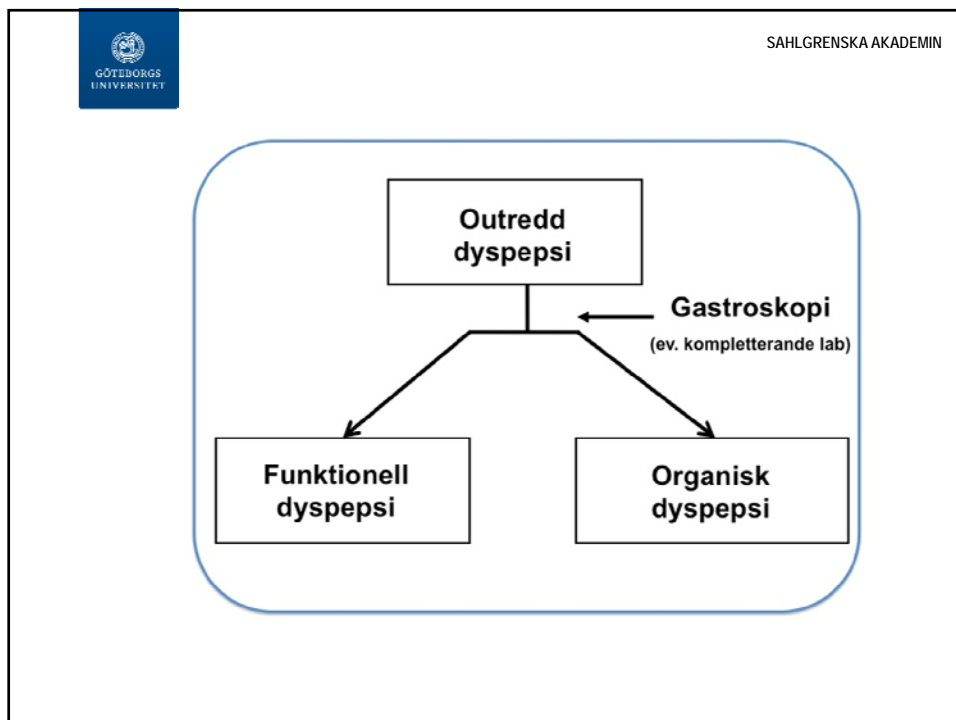 GÖTEBORGS
UNIVERSITET
SAHLGRENSKA AKADEMIN
Outredd
dyspepsi
Gastroskopi
(ev. kompletterande lab)
Funktionell
dyspepsi
Organisk
dyspepsi